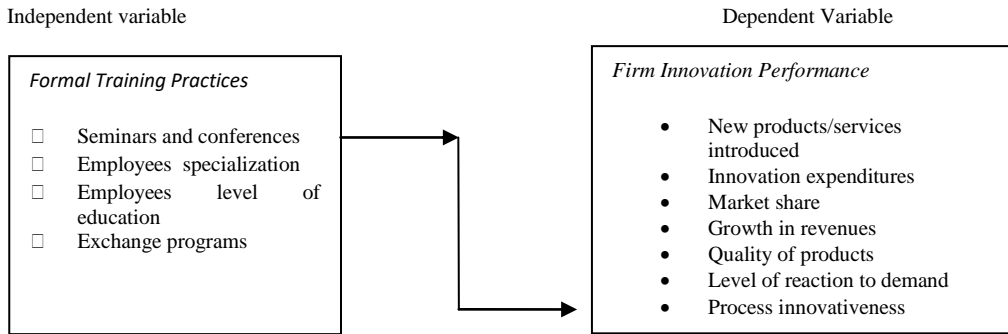 Independent variable
Dependent Variable
Formal Training Practices
□ Seminars and conferences
□ Employees specialization
□ Employees level of
education
□ Exchange programs
Firm Innovation Performance
• New products/services
introduced
• Innovation expenditures
• Market share
• Growth in revenues
• Quality of products
• Level of reaction to demand
• Process innovativeness